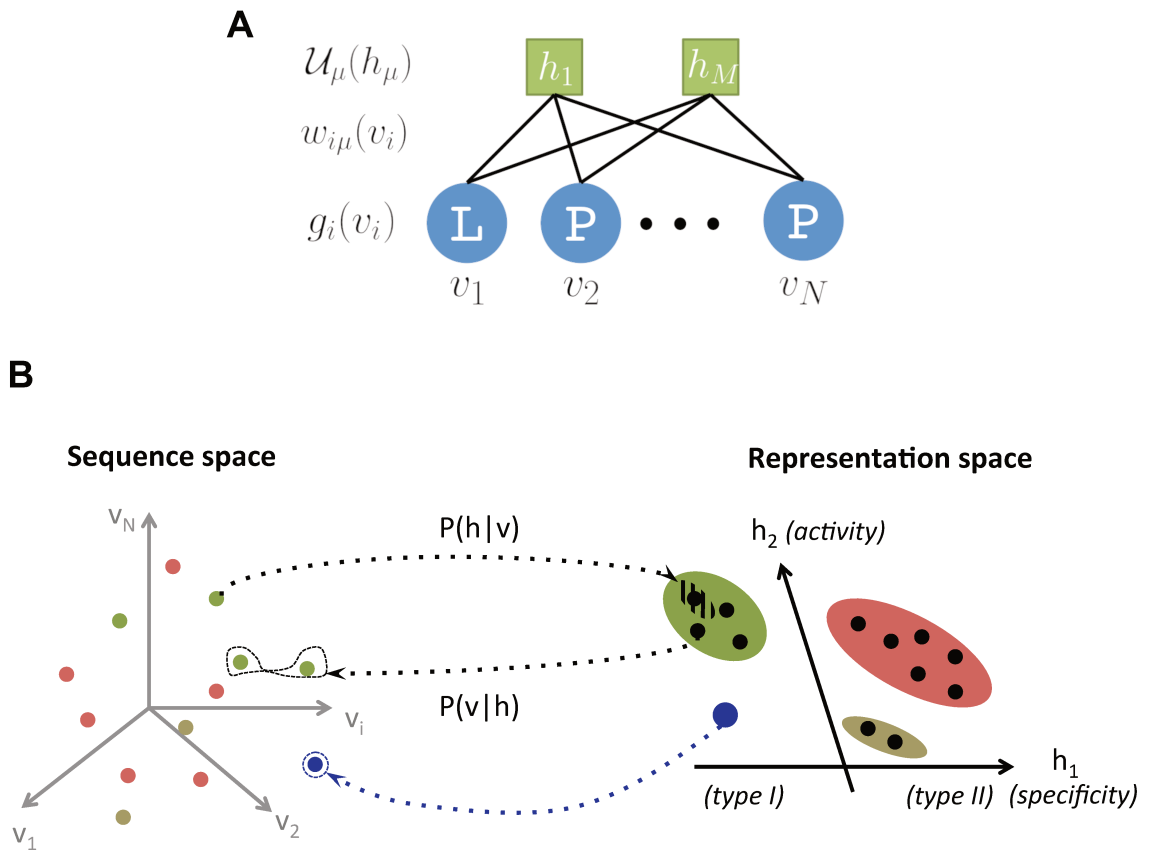 A
𝒰μ(hμ)
h1
hM
wiμ(vi)
gi(vi)
L
P
P
v1
v2
vN
B
Sequence space
Representation space
vN
P(h|v)
h2 (activity)
P(v|h)
vi
h1
(type I)
(type II)
(specificity)
v1
v2